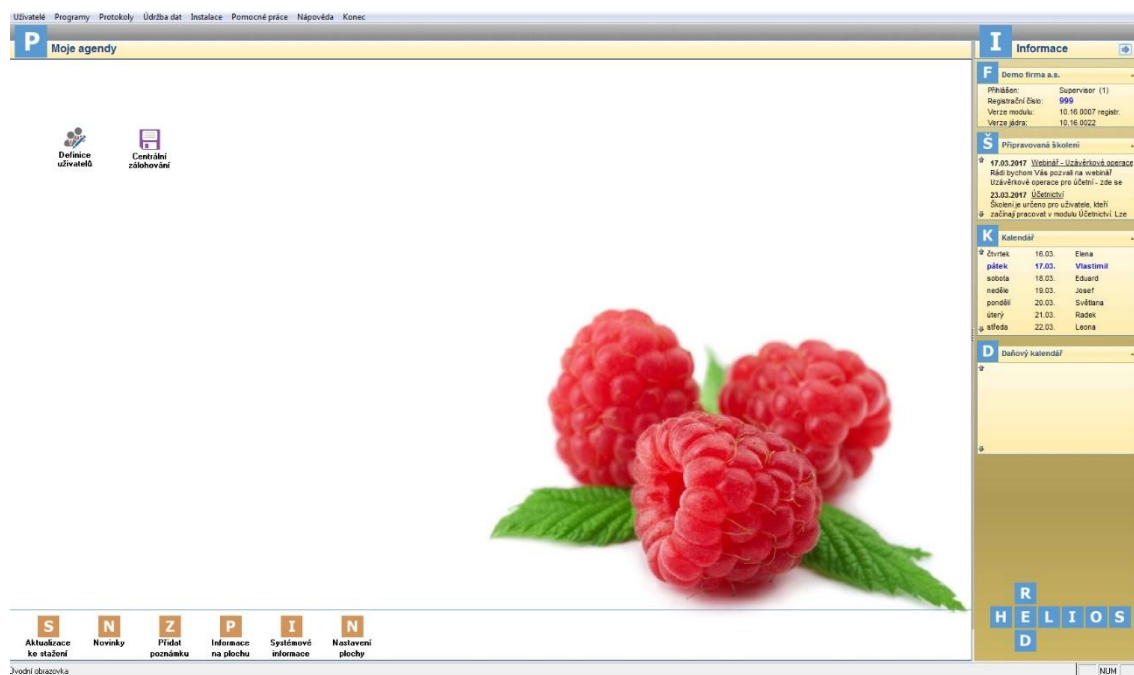 Uživatelé Programy Protokoly Údržba dat Instalace Pomocné práce Nápověda Konec
P Moje agendy
Definice uživatelů
Centrální zálohování
S Aktualizace ke stažení
N Novinky
Z Přidat poznámku
P Informace na plochu
I Systémové informace
N Nastavení plochy
I Informace
F Demo firma a.s.
Přihlášen: Supervisor (1)
Registrační číslo: 999
Verze modulu: 10.16.0007 registr.
Verze jádra: 10.16.0022
Š Připravovaná školení
17.03.2017 Webinář - Uzávěrkové operace
Rádi bychom Vás pozvali na webinář
Uzávěrkové operace pro účetní - zde se
23.03.2017 Účetnictví
Školení je určeno pro uživatele, kteří
začínají pracovat v modulu Účetnictví. Lze
K Kalendář
čtvrtek 16.03. Elena
pátek 17.03. Vlastimil
sobota 18.03. Eduard
neděle 19.03. Josef
pondělí 20.03. Světlana
úterý 21.03. Radek
středa 22.03. Leona
D Daňový kalendář
R
HELIOS
D
Úvodní obrazovka NUM